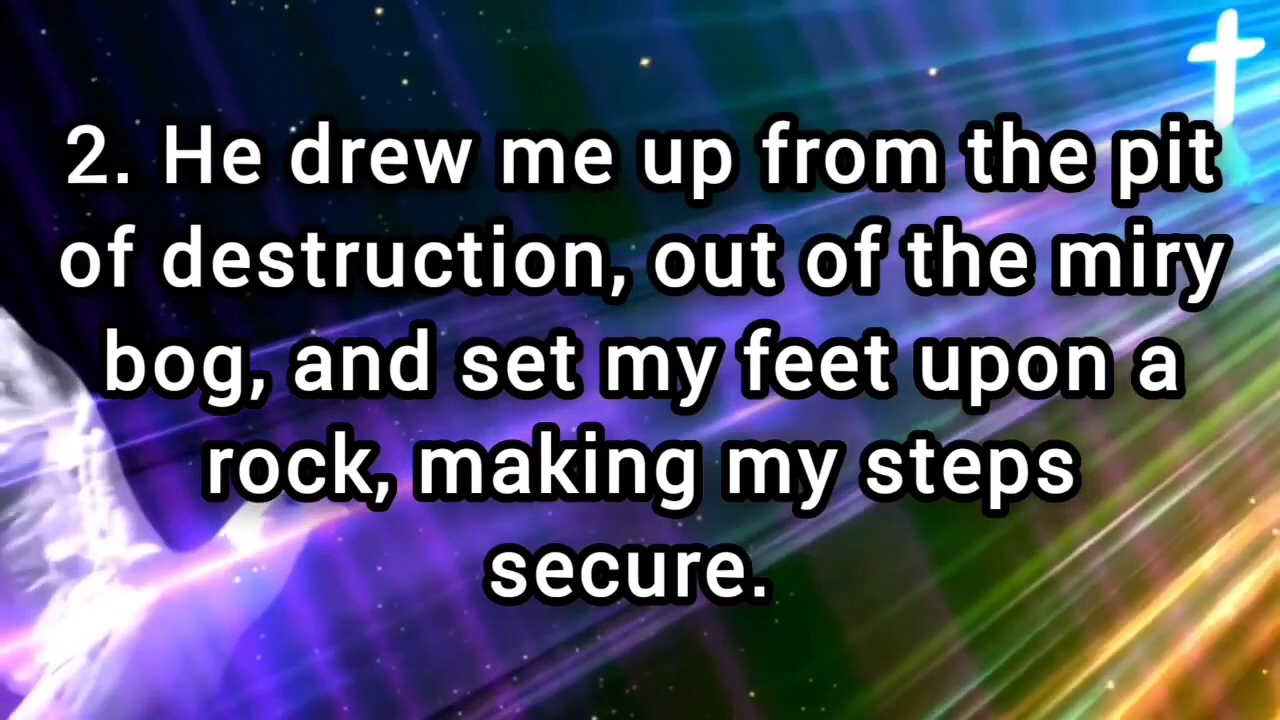 2. He drew me up from the pit
of destruction, out of the miry
bog, and set my feet upon a
rock, making my steps
secure.